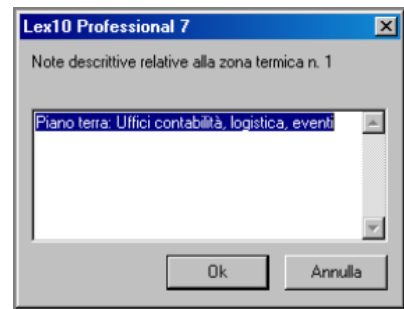 Lex10 Professional 7
Note descrittive relative alla zona termica n. 1
Piano terra: Uffici contabilità, logistica, eventi
Ok
Annulla